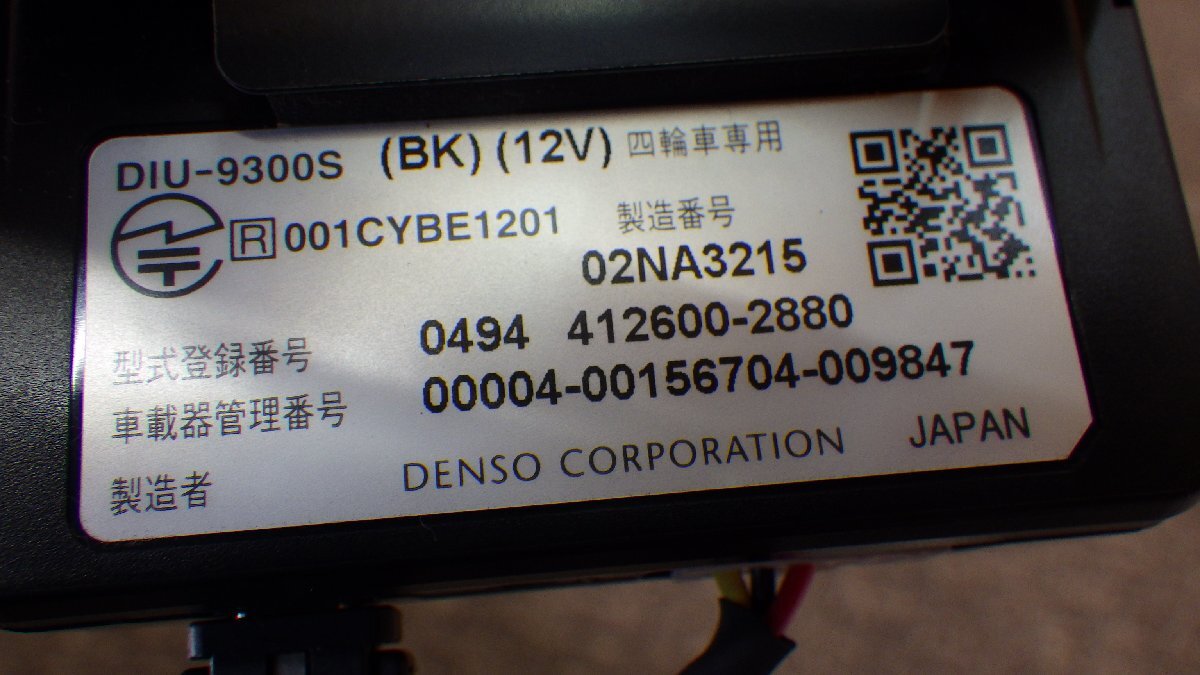 DIU-9300S (BK) (12V) 四輪車専用
R 001CYBE1201 製造番号
02NA3215
型式登録番号 0494 412600-2880
車載器管理番号 00004-00156704-009847
製造者 DENSO CORPORATION JAPAN